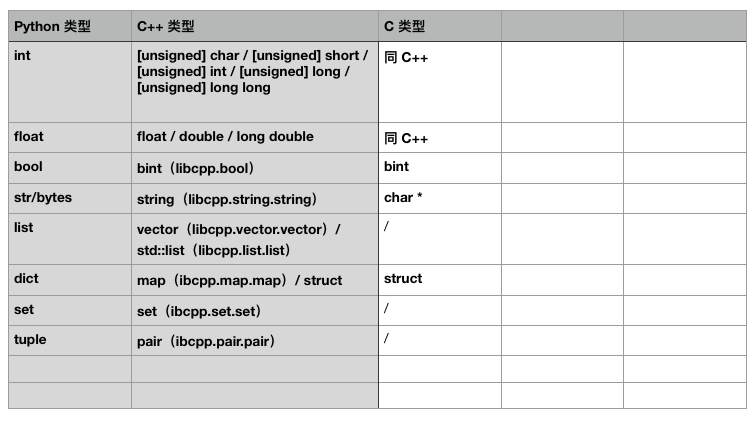 Python 类型 C++ 类型 C 类型
int [unsigned] char / [unsigned] short / 同 C++
[unsigned] int / [unsigned] long /
[unsigned] long long
float float / double / long double 同 C++
bool bint（libcpp.bool） bint
str/bytes string（libcpp.string.string） char *
list vector（libcpp.vector.vector）/ /
std::list（libcpp.list.list）
dict map（ibcpp.map.map）/ struct struct
set set（ibcpp.set.set） /
tuple pair（ibcpp.pair.pair） /